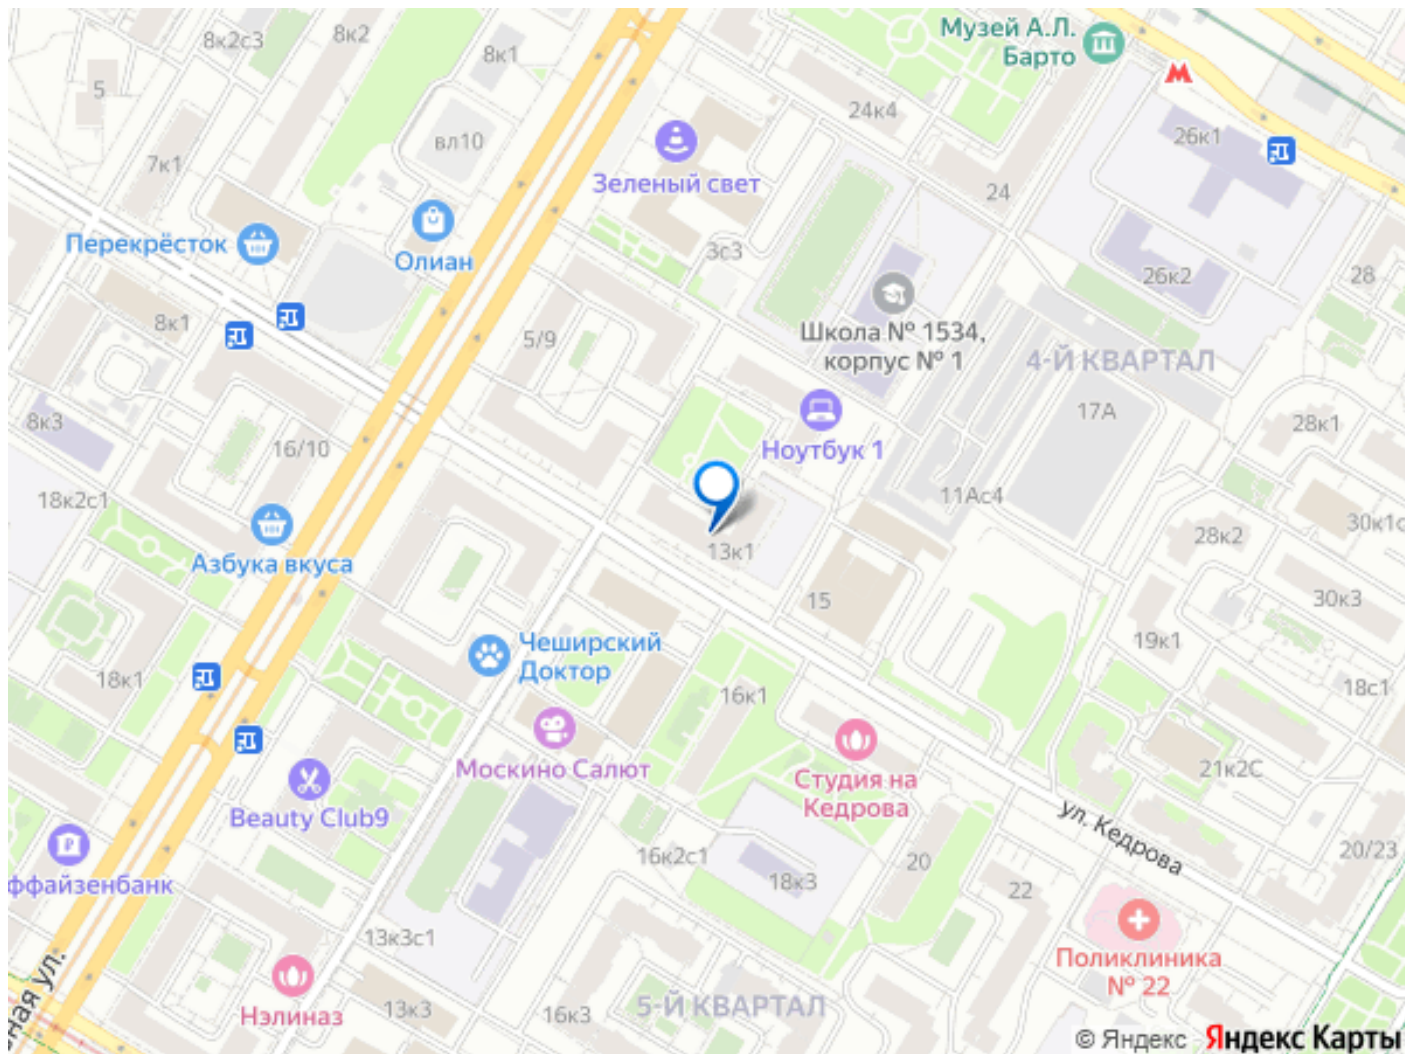 8к2с3
8к2
8к1
5
Музей А.Л.
Барто
24к4
26к1
вл10
7к1
Зеленый свет
24
Перекрёсток
Олиан
3с3
28
26к2
8к1
5/9
Школа № 1534,
корпус № 1
4-Й КВАРТАЛ
17А
8к3
16/10
28к1
Ноутбук 1
18к2с1
11Ас4
30к1с
28к2
13к1
Азбука вкуса
15
30к3
Чеширский
Доктор
19к1
18к1
16к1
18с1
Москино Салют
Студия на
Кедрова
21к2С
Beauty Club9
ул. Кедрова
16к2с1
20
20/23
ффайзенбанк
18к3
22
13к3с1
Поликлиника
№ 22
ная ул.
Нэлиназ
13к3
16к3
5-Й КВАРТАЛ
© Яндекс Яндекс Карты